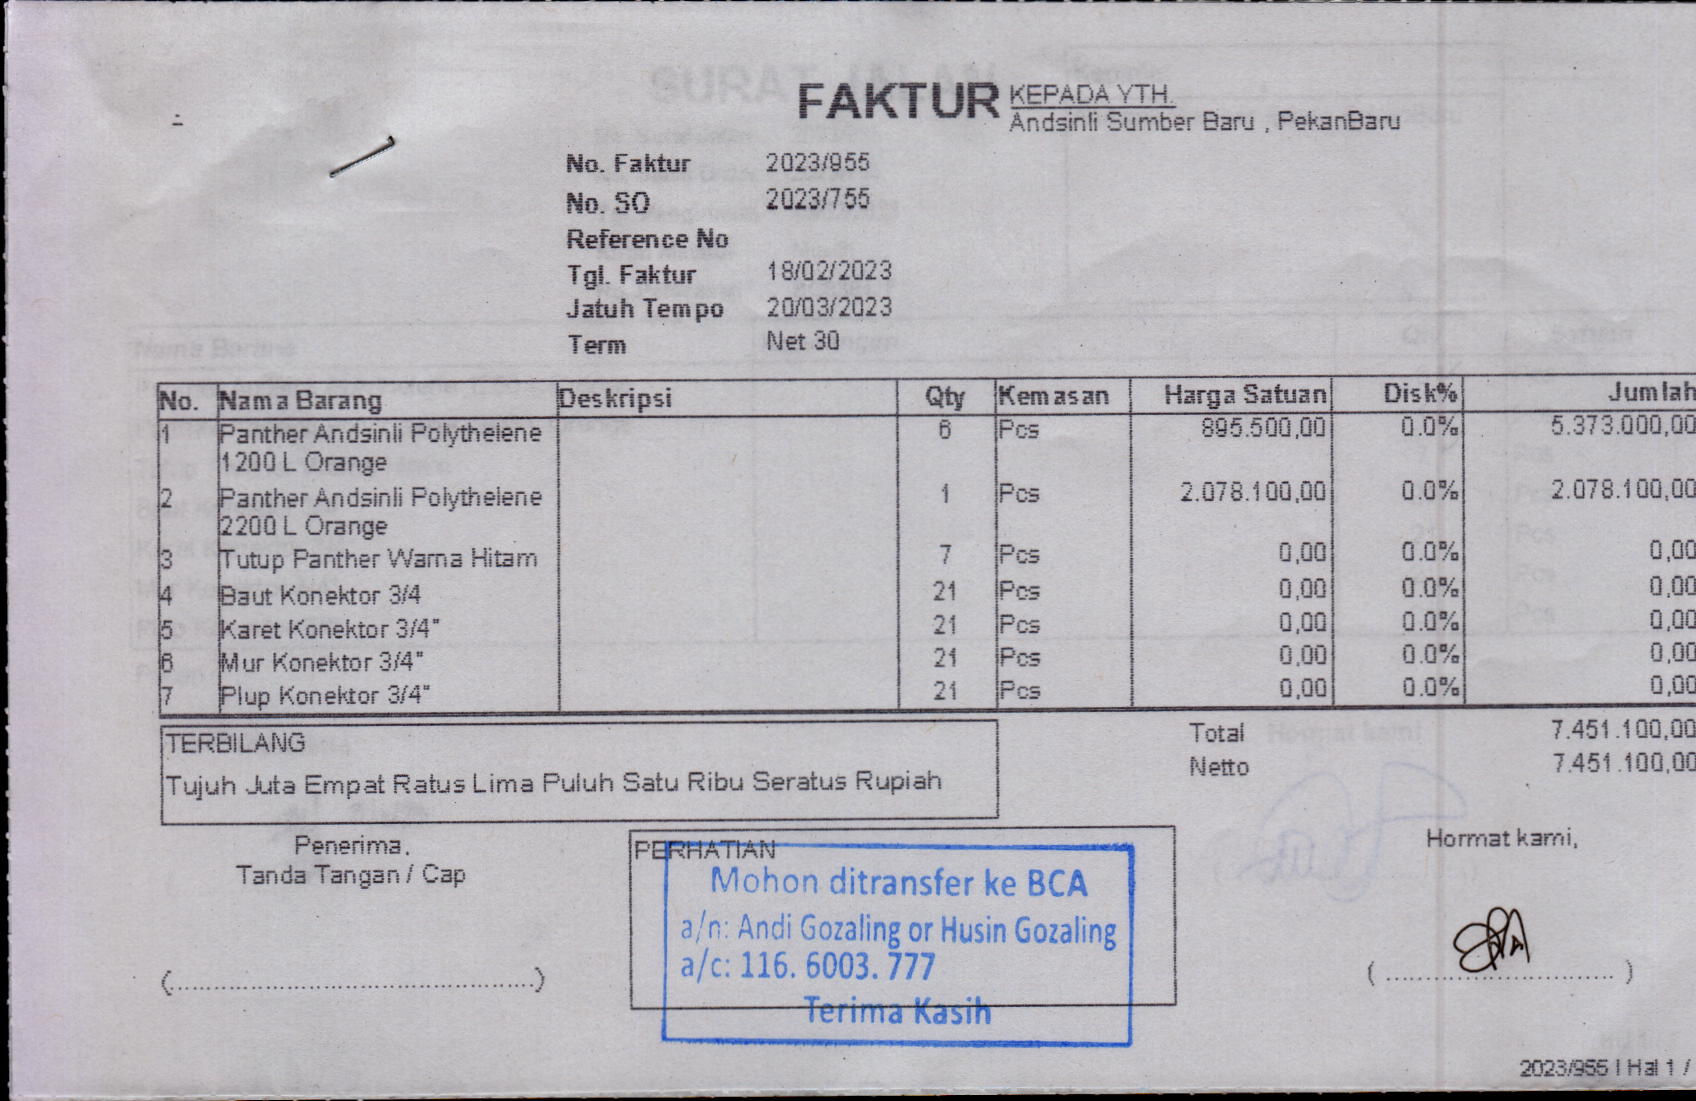 FAKTUR
KEPADA YTH.
Andsinli Sumber Baru , PekanBaru
No. Faktur 2023/955
No. SO 2023/755
Reference No
Tgl. Faktur 18/02/2023
Jatuh Tempo 20/03/2023
Term Net 30
No. Nama Barang Deskripsi Qty Kemasan Harga Satuan Disk% Jumlah
1 Panther Andsinli Polythelene 6 Pcs 895.500,00 0.0% 5.373.000,00
1200 L Orange
2 Panther Andsinli Polythelene 1 Pcs 2.078.100,00 0.0% 2.078.100,00
2200 L Orange
3 Tutup Panther Warna Hitam 7 Pcs 0,00 0.0% 0,00
4 Baut Konektor 3/4 21 Pcs 0,00 0.0% 0,00
5 Karet Konektor 3/4" 21 Pcs 0,00 0.0% 0,00
6 Mur Konektor 3/4" 21 Pcs 0,00 0.0% 0,00
7 Plup Konektor 3/4" 21 Pcs 0,00 0.0% 0,00
Total 7.451.100,00
Netto 7.451.100,00
TERBILANG
Tujuh Juta Empat Ratus Lima Puluh Satu Ribu Seratus Rupiah
Penerima,
Tanda Tangan / Cap
(.............................................)
PERHATIAN
Mohon ditransfer ke BCA
a/n: Andi Gozaling or Husin Gozaling
a/c: 116. 6003. 777
Terima Kasih
Hormat kami,
( ............................ )
2023/955 | Hal 1 /